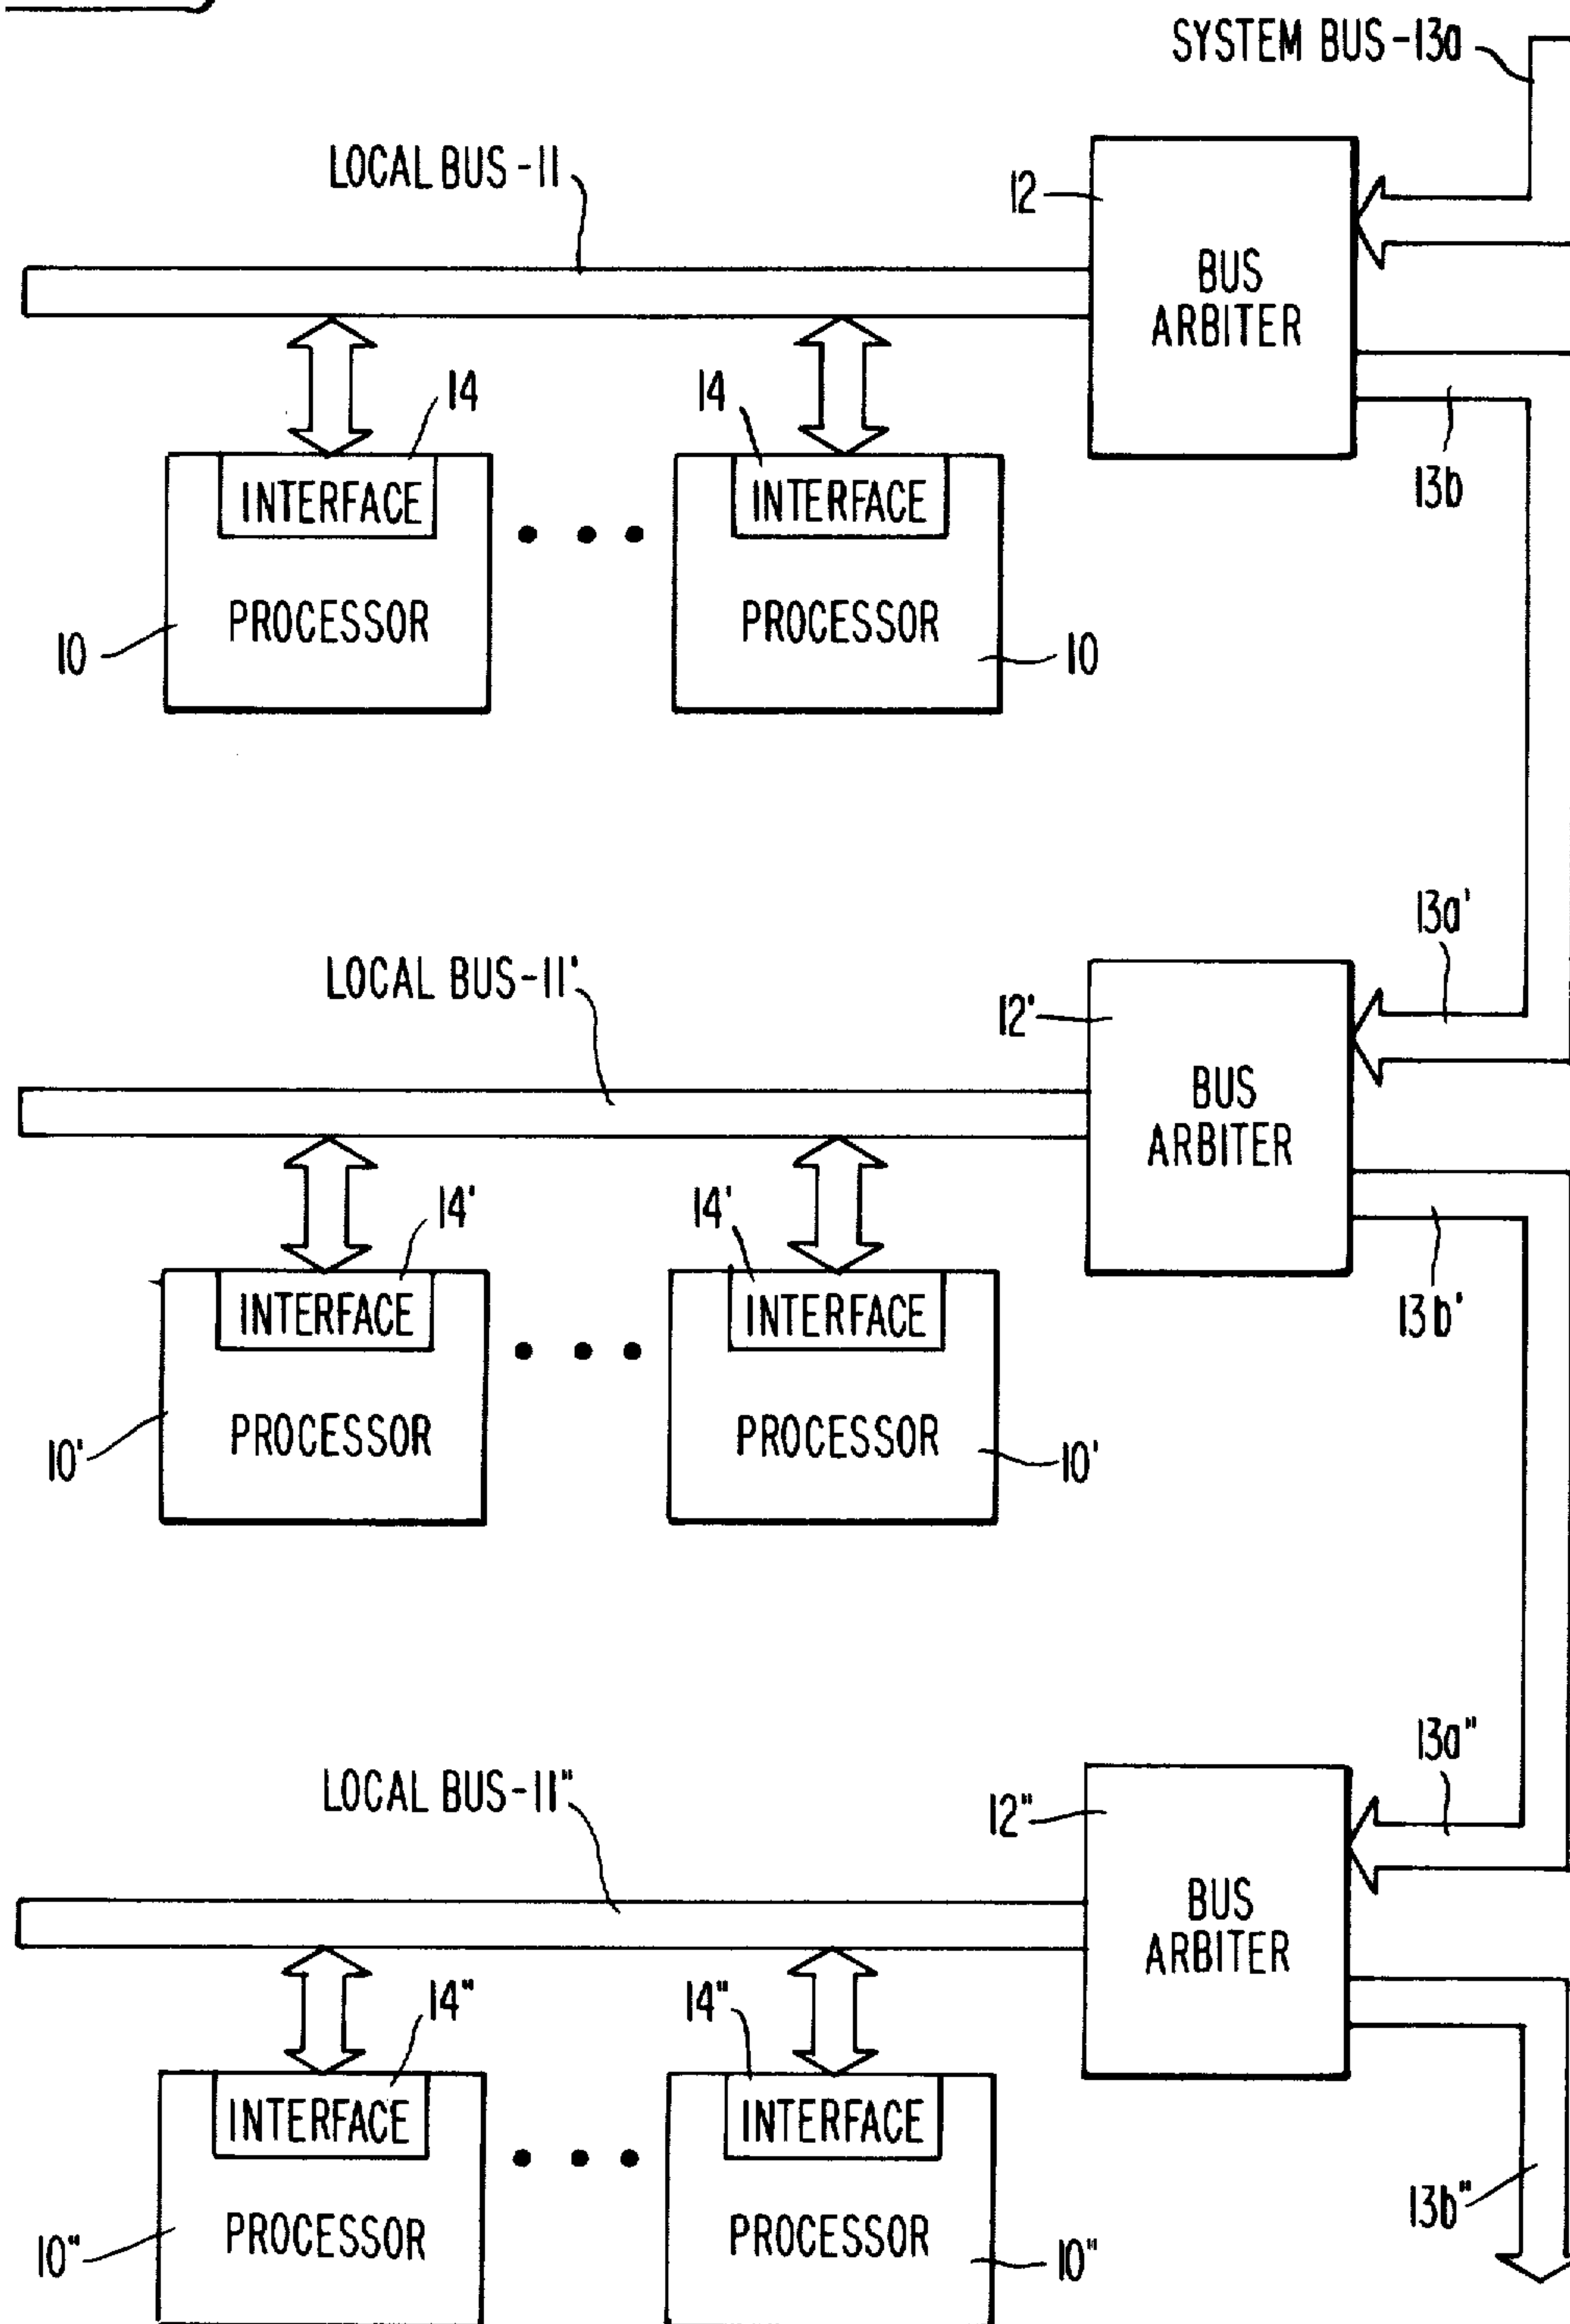 SYSTEM BUS-13a
LOCAL BUS-11
12
BUS
ARBITER
14
14
13b
INTERFACE
INTERFACE
PROCESSOR
PROCESSOR
10
10
13a'
LOCAL BUS-11'
12'
BUS
ARBITER
14'
14'
13b'
INTERFACE
INTERFACE
PROCESSOR
PROCESSOR
10'
10'
13a"
LOCAL BUS-11"
12"
BUS
ARBITER
14"
14"
INTERFACE
INTERFACE
13b"
PROCESSOR
PROCESSOR
10"
10"